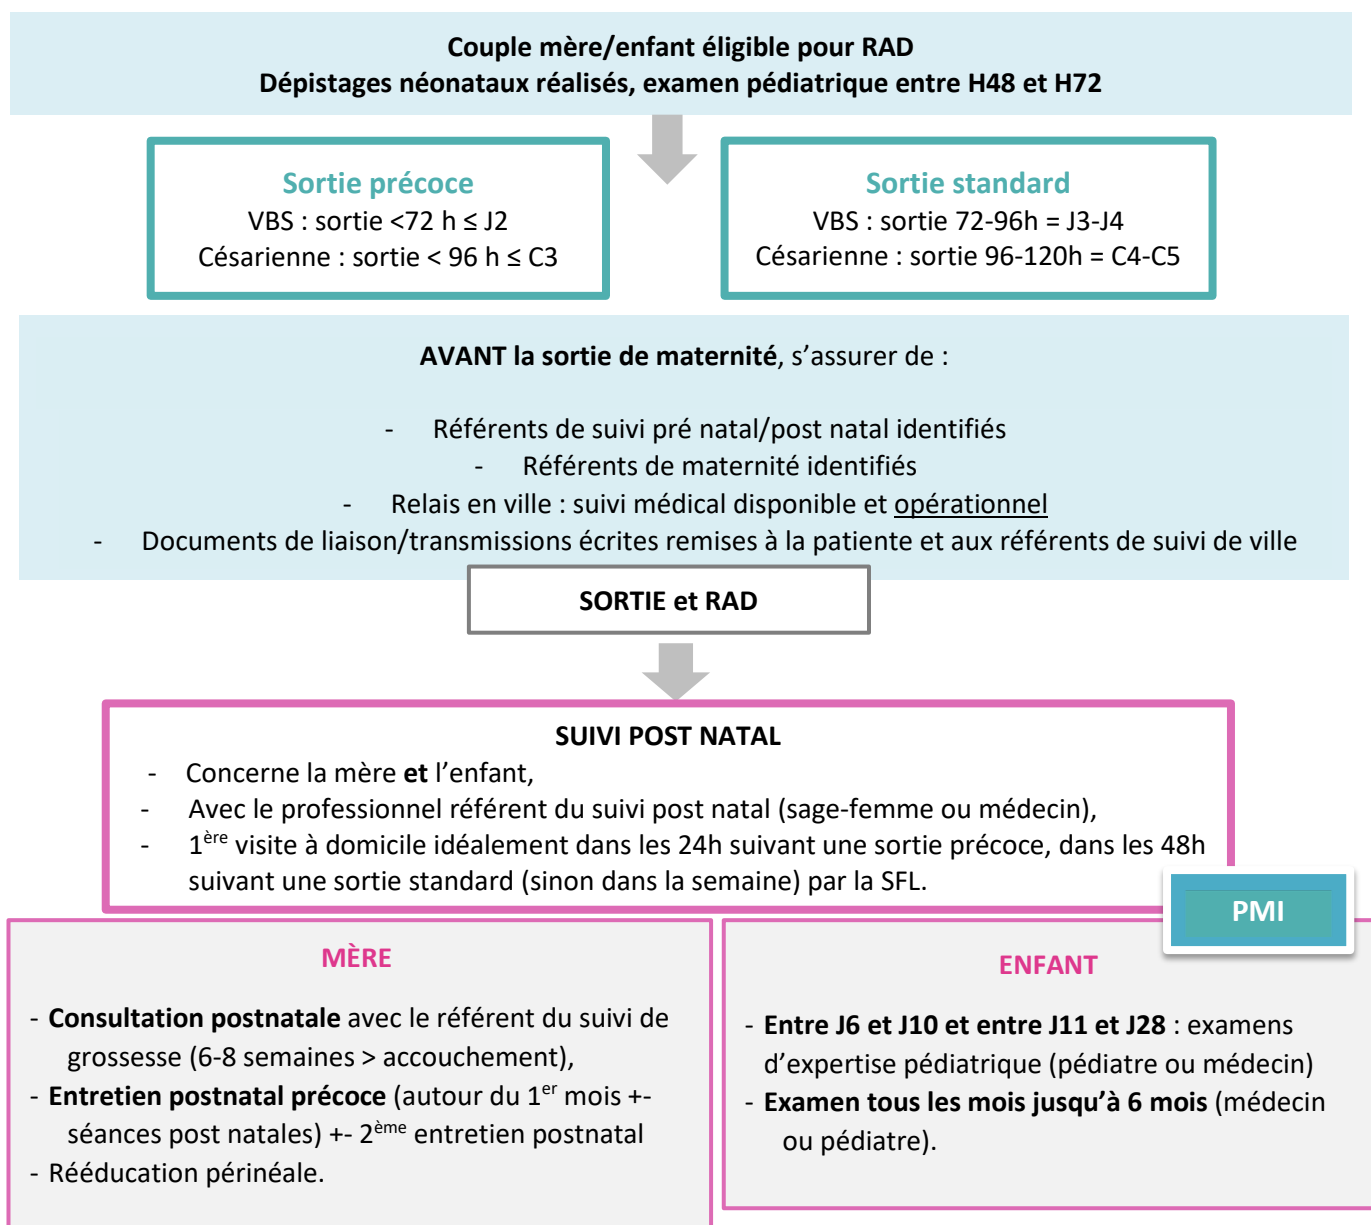 Couple mère/enfant éligible pour RAD
Dépistages néonataux réalisés, examen pédiatrique entre H48 et H72
Sortie précoce
VBS : sortie <72 h ≤ J2
Césarienne : sortie < 96 h ≤ C3
Sortie standard
VBS : sortie 72-96h = J3-J4
Césarienne : sortie 96-120h = C4-C5
AVANT la sortie de maternité, s’assurer de :
- Référents de suivi pré natal/post natal identifiés
- Référents de maternité identifiés
- Relais en ville : suivi médical disponible et opérationnel
- Documents de liaison/transmissions écrites remises à la patiente et aux référents de suivi de ville
SORTIE et RAD
SUIVI POST NATAL
- Concerne la mère et l’enfant,
- Avec le professionnel référent du suivi post natal (sage-femme ou médecin),
- 1ère visite à domicile idéalement dans les 24h suivant une sortie précoce, dans les 48h
suivant une sortie standard (sinon dans la semaine) par la SFL.
PMI
MÈRE
- Consultation postnatale avec le référent du suivi de
grossesse (6-8 semaines > accouchement),
- Entretien postnatal précoce (autour du 1er mois +-
séances post natales) +- 2ème entretien postnatal
- Rééducation périnéale.
ENFANT
- Entre J6 et J10 et entre J11 et J28 : examens
d’expertise pédiatrique (pédiatre ou médecin)
- Examen tous les mois jusqu’à 6 mois (médecin
ou pédiatre).